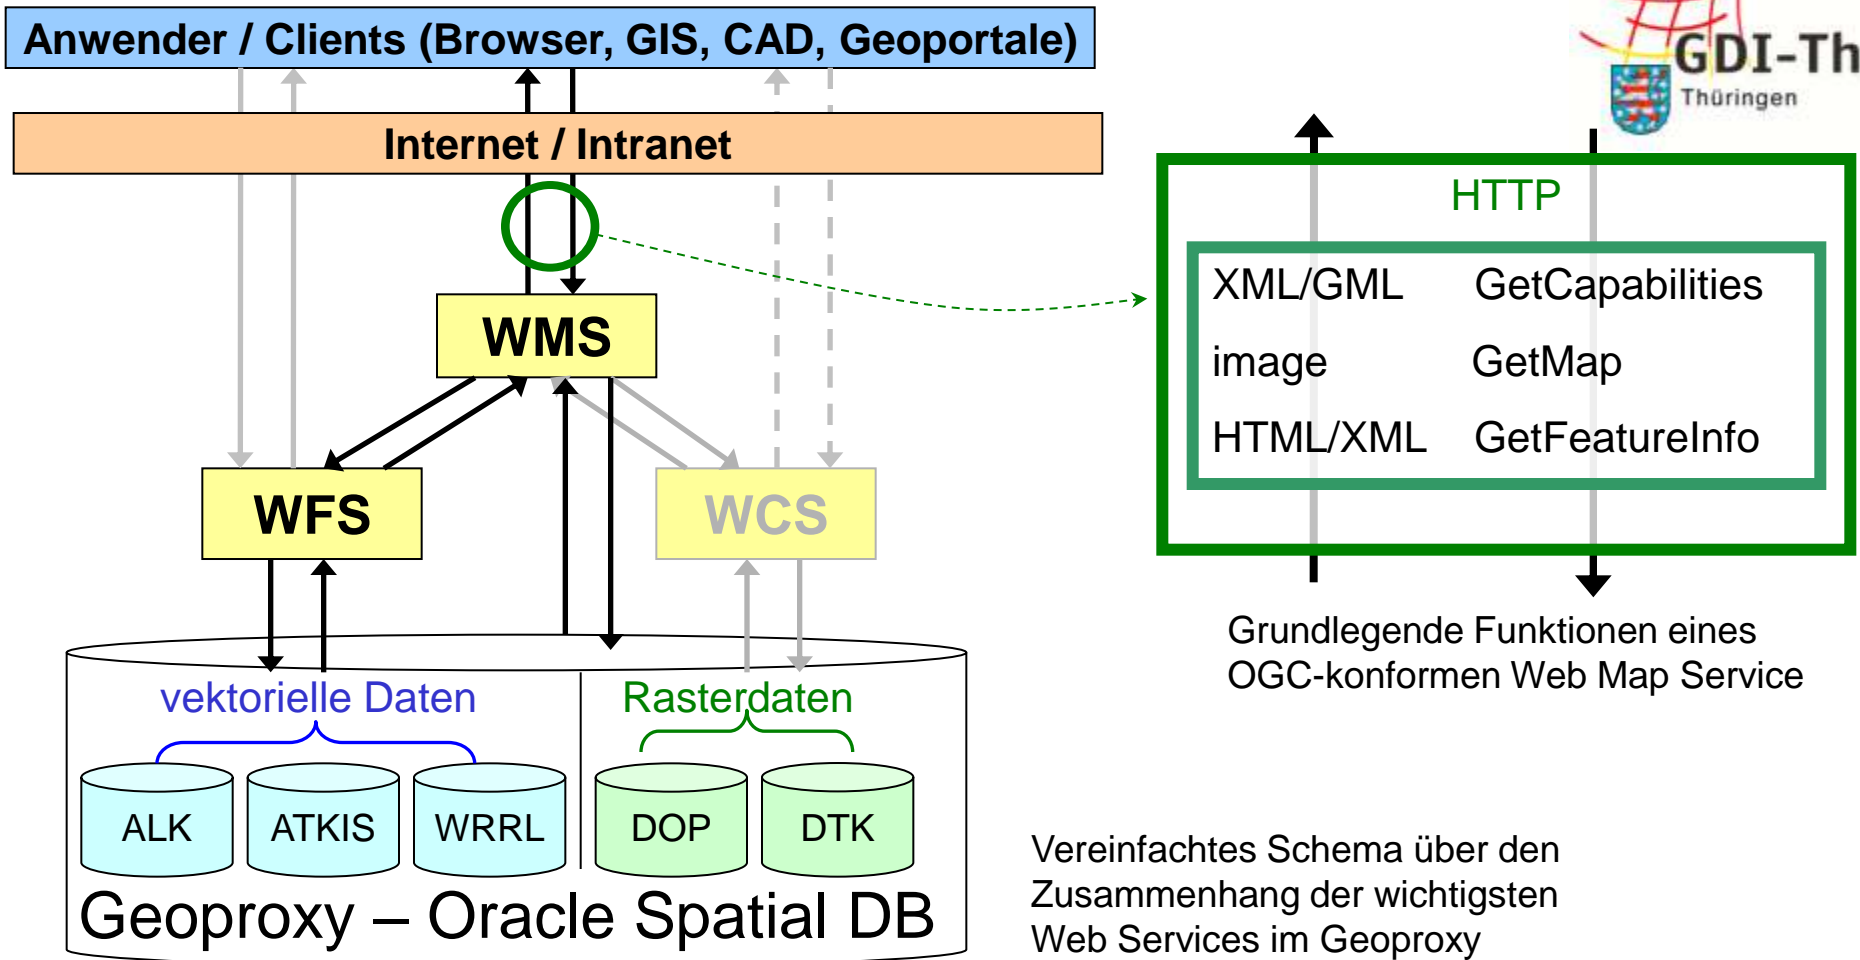 Anwender / Clients (Browser, GIS, CAD, Geoportale)
Internet / Intranet
WMS
WFS
WCS
vektorielle Daten
Rasterdaten
ALK
ATKIS
WRRL
DOP
DTK
Geoproxy – Oracle Spatial DB
GDI-Th
Thüringen
HTTP
XML/GML GetCapabilities
image GetMap
HTML/XML GetFeatureInfo
Grundlegende Funktionen eines
OGC-konformen Web Map Service
Vereinfachtes Schema über den
Zusammenhang der wichtigsten
Web Services im Geoproxy